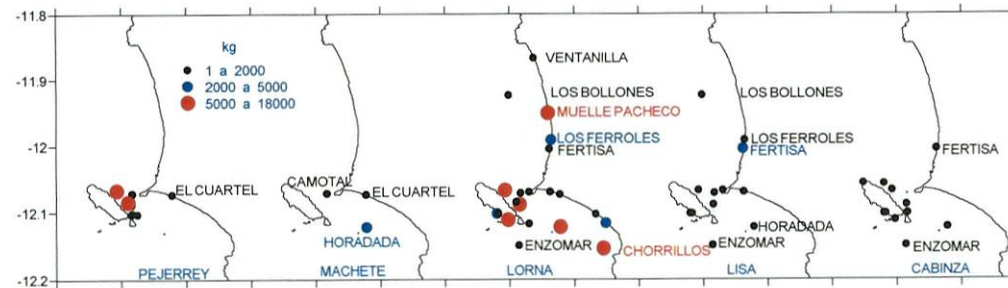 -11.8
-11.9
-12
-12.1
-12.2
kg
1 a 2000
2000 a 5000
5000 a 18000
EL CUARTEL
PEJERREY
CAMOTAL
EL CUARTEL
HORADADA
MACHETE
VENTANILLA
LOS BOLLONES
MUELLE PACHECO
LOS FERROLES
FERTISA
ENZOMAR
CHORRILLOS
LORNA
LOS BOLLONES
LOS FERROLES
FERTISA
HORADADA
ENZOMAR
LISA
FERTISA
ENZOMAR
CABINZA